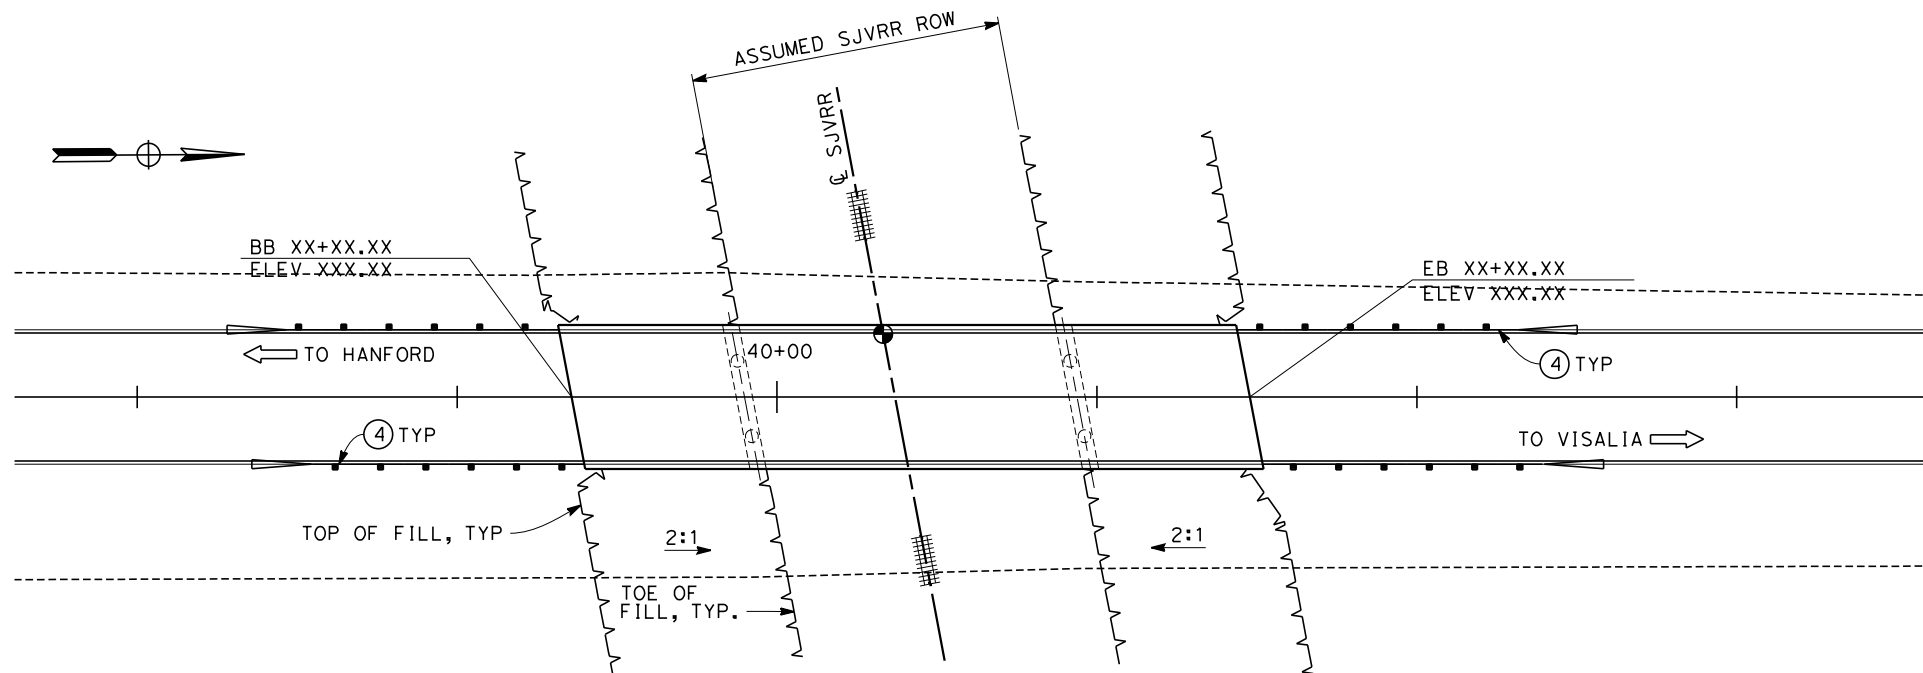 ASSUMED SJVRR ROW
℄ SJVRR
BB XX+XX.XX
ELEV XXX.XX
EB XX+XX.XX
ELEV XXX.XX
TO HANFORD
40+00
4 TYP
4 TYP
TO VISALIA
TOP OF FILL, TYP
2:1
2:1
TOE OF
FILL, TYP.